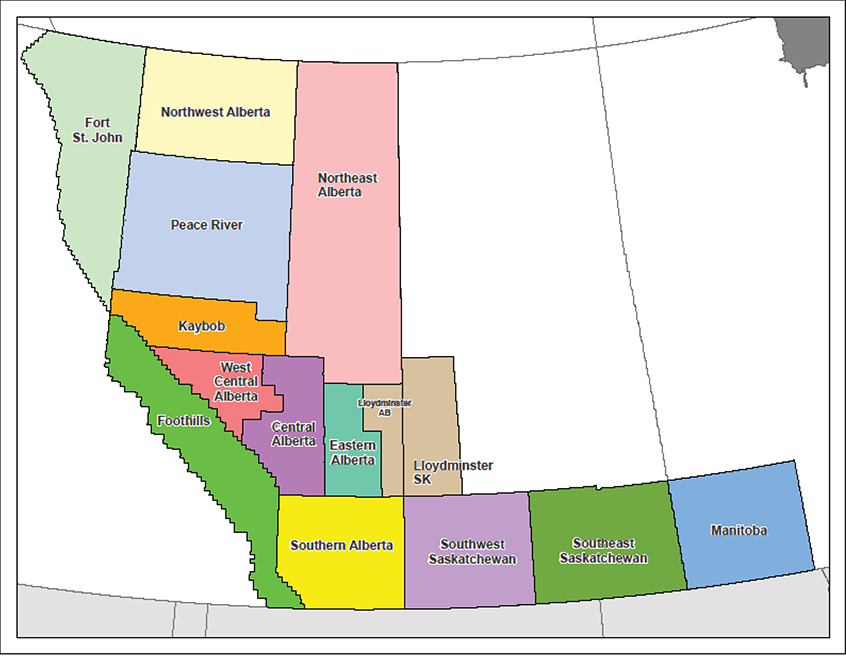 Fort
St. John
Northwest Alberta
Northeast
Alberta
Peace River
Kaybob
West
Central
Alberta
Foothills
Central
Alberta
Lloydminster
AB
Eastern
Alberta
Lloydminster
SK
Southern Alberta
Southwest
Saskatchewan
Southeast
Saskatchewan
Manitoba